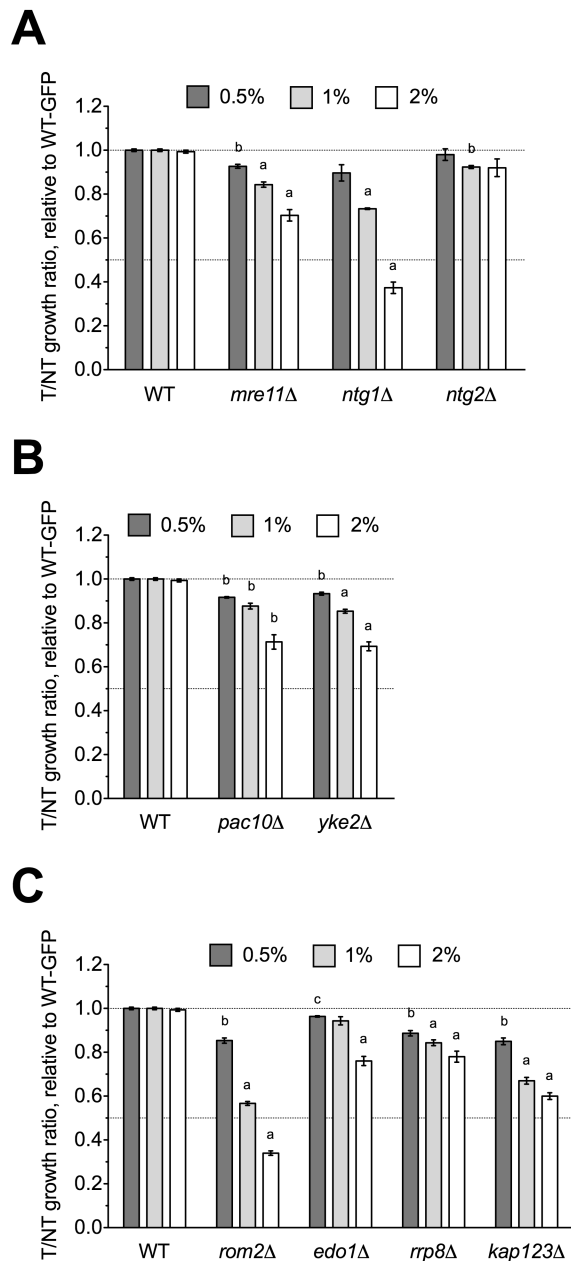 A
T/NT growth ratio, relative to WT-GFP
0.5% 1% 2%
1.2
1.0
0.8
0.6
0.4
0.2
0.0
b a a
a a
b
WT mre11Δ ntg1Δ ntg2Δ
B
T/NT growth ratio, relative to WT-GFP
0.5% 1% 2%
1.2
1.0
0.8
0.6
0.4
0.2
0.0
b b b
b a a
WT pac10Δ yke2Δ
C
T/NT growth ratio, relative to WT-GFP
0.5% 1% 2%
1.2
1.0
0.8
0.6
0.4
0.2
0.0
b a a
c a
b a a
b a a
WT rom2Δ edo1Δ rrp8Δ kap123Δ